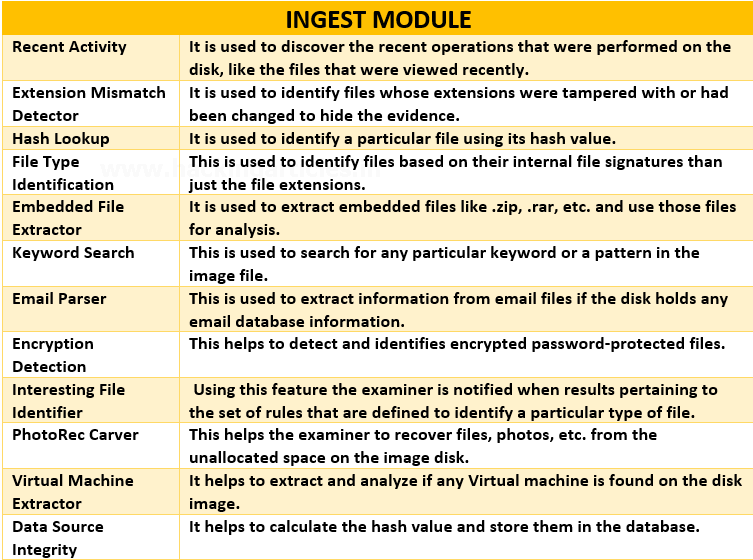 INGEST MODULE
Recent Activity
It is used to discover the recent operations that were performed on the
disk, like the files that were viewed recently.
Extension Mismatch
Detector
It is used to identify files whose extensions were tampered with or had
been changed to hide the evidence.
Hash Lookup
It is used to identify a particular file using its hash value.
File Type
Identification
This is used to identify files based on their internal file signatures than
just the file extensions.
Embedded File
Extractor
It is used to extract embedded files like .zip, .rar, etc. and use those files
for analysis.
Keyword Search
This is used to search for any particular keyword or a pattern in the
image file.
Email Parser
This is used to extract information from email files if the disk holds any
email database information.
Encryption
Detection
This helps to detect and identifies encrypted password-protected files.
Interesting File
Identifier
Using this feature the examiner is notified when results pertaining to
the set of rules that are defined to identify a particular type of file.
PhotoRec Carver
This helps the examiner to recover files, photos, etc. from the
unallocated space on the image disk.
Virtual Machine
Extractor
It helps to extract and analyze if any Virtual machine is found on the disk
image.
Data Source
Integrity
It helps to calculate the hash value and store them in the database.